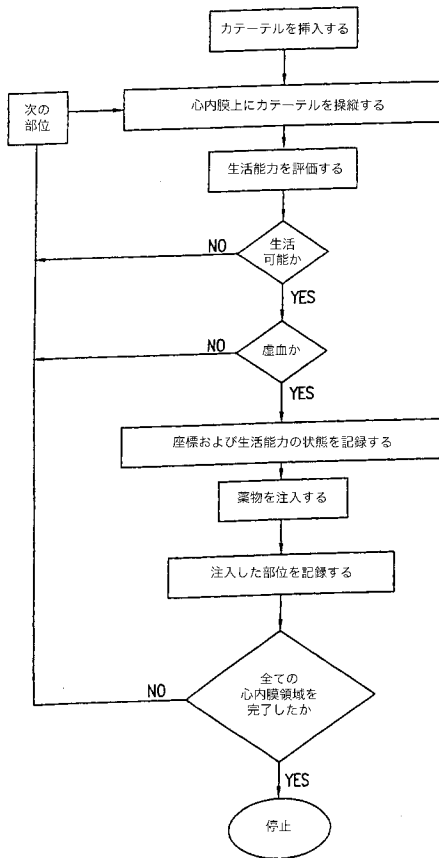 カテーテルを挿入する
次の
部位
心内膜上にカテーテルを操縦する
生活能力を評価する
生活
可能か
NO
YES
虚血か
NO
YES
座標および生活能力の状態を記録する
薬物を注入する
注入した部位を記録する
全ての
心内膜領域を
完了したか
NO
YES
停止